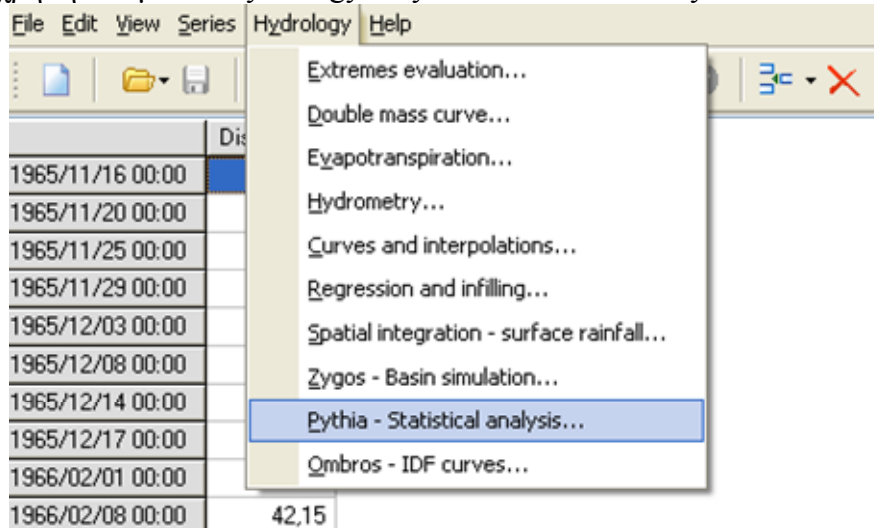 File Edit View Series Hydrology Help
Extremes evaluation...
Double mass curve...
Dis
Evapotranspiration...
1965/11/16 00:00
1965/11/20 00:00
Hydrometry...
1965/11/25 00:00
Curves and interpolations...
1965/11/29 00:00
Regression and infilling...
1965/12/03 00:00
Spatial integration - surface rainfall...
1965/12/08 00:00
Zygos - Basin simulation...
1965/12/14 00:00
Pythia - Statistical analysis...
1965/12/17 00:00
Ombros - IDF curves...
1966/02/01 00:00
1966/02/08 00:00 42,15